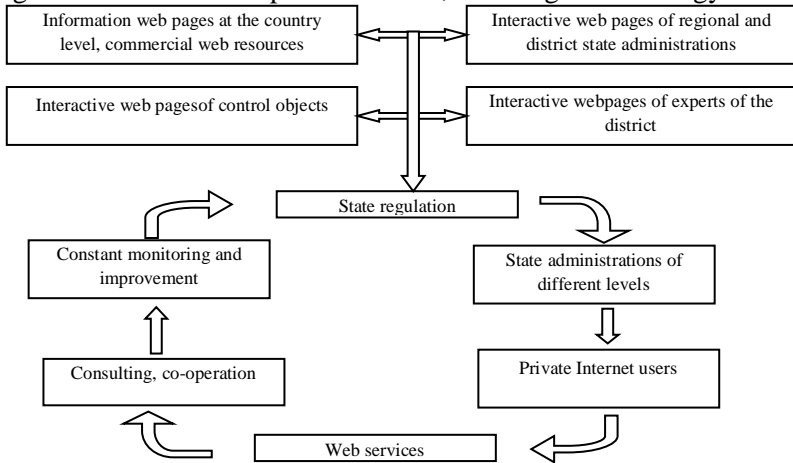 Information web pages at the country
level, commercial web resources
Interactive web pages of regional and
district state administrations
Interactive web pagesof control objects
Interactive webpages of experts of the
district
State regulation
Constant monitoring and
improvement
State administrations of
different levels
Consulting, co-operation
Private Internet users
Web services